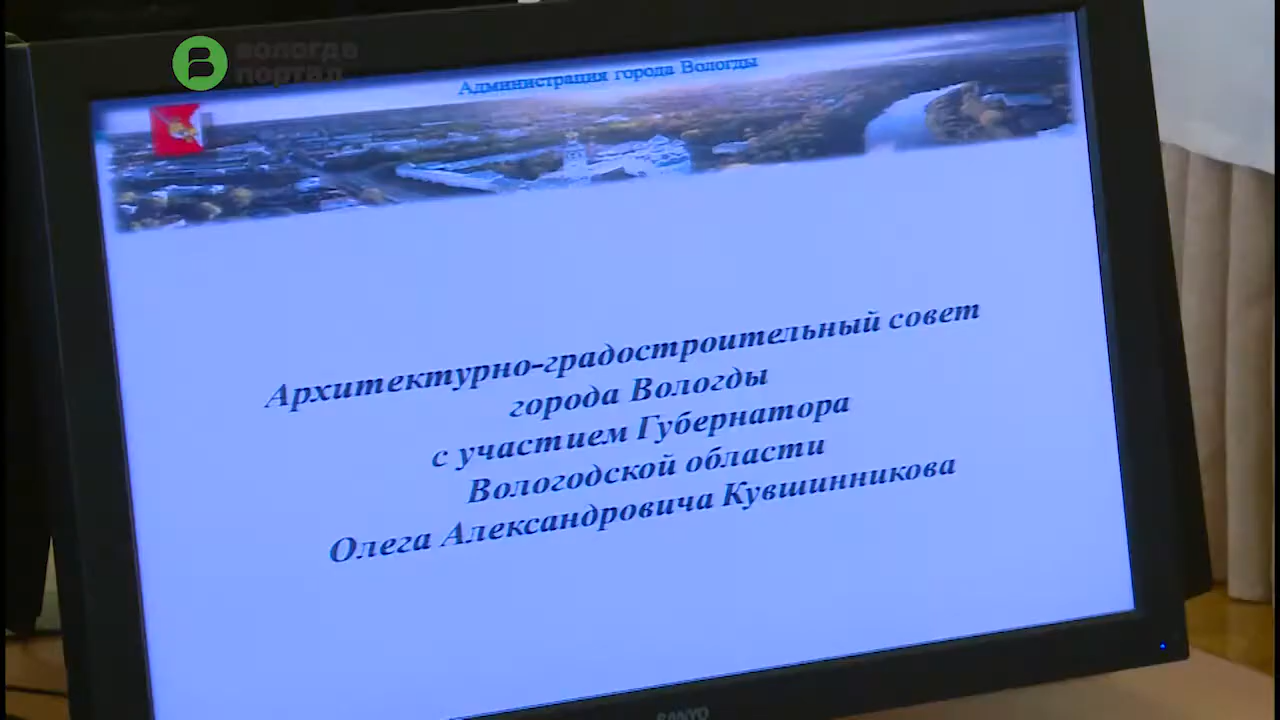 вологда
портал
Администрация города Вологды
Архитектурно-градостроительный совет
города Вологды
с участием Губернатора
Вологодской области
Олега Александровича Кувшинникова
SANYO